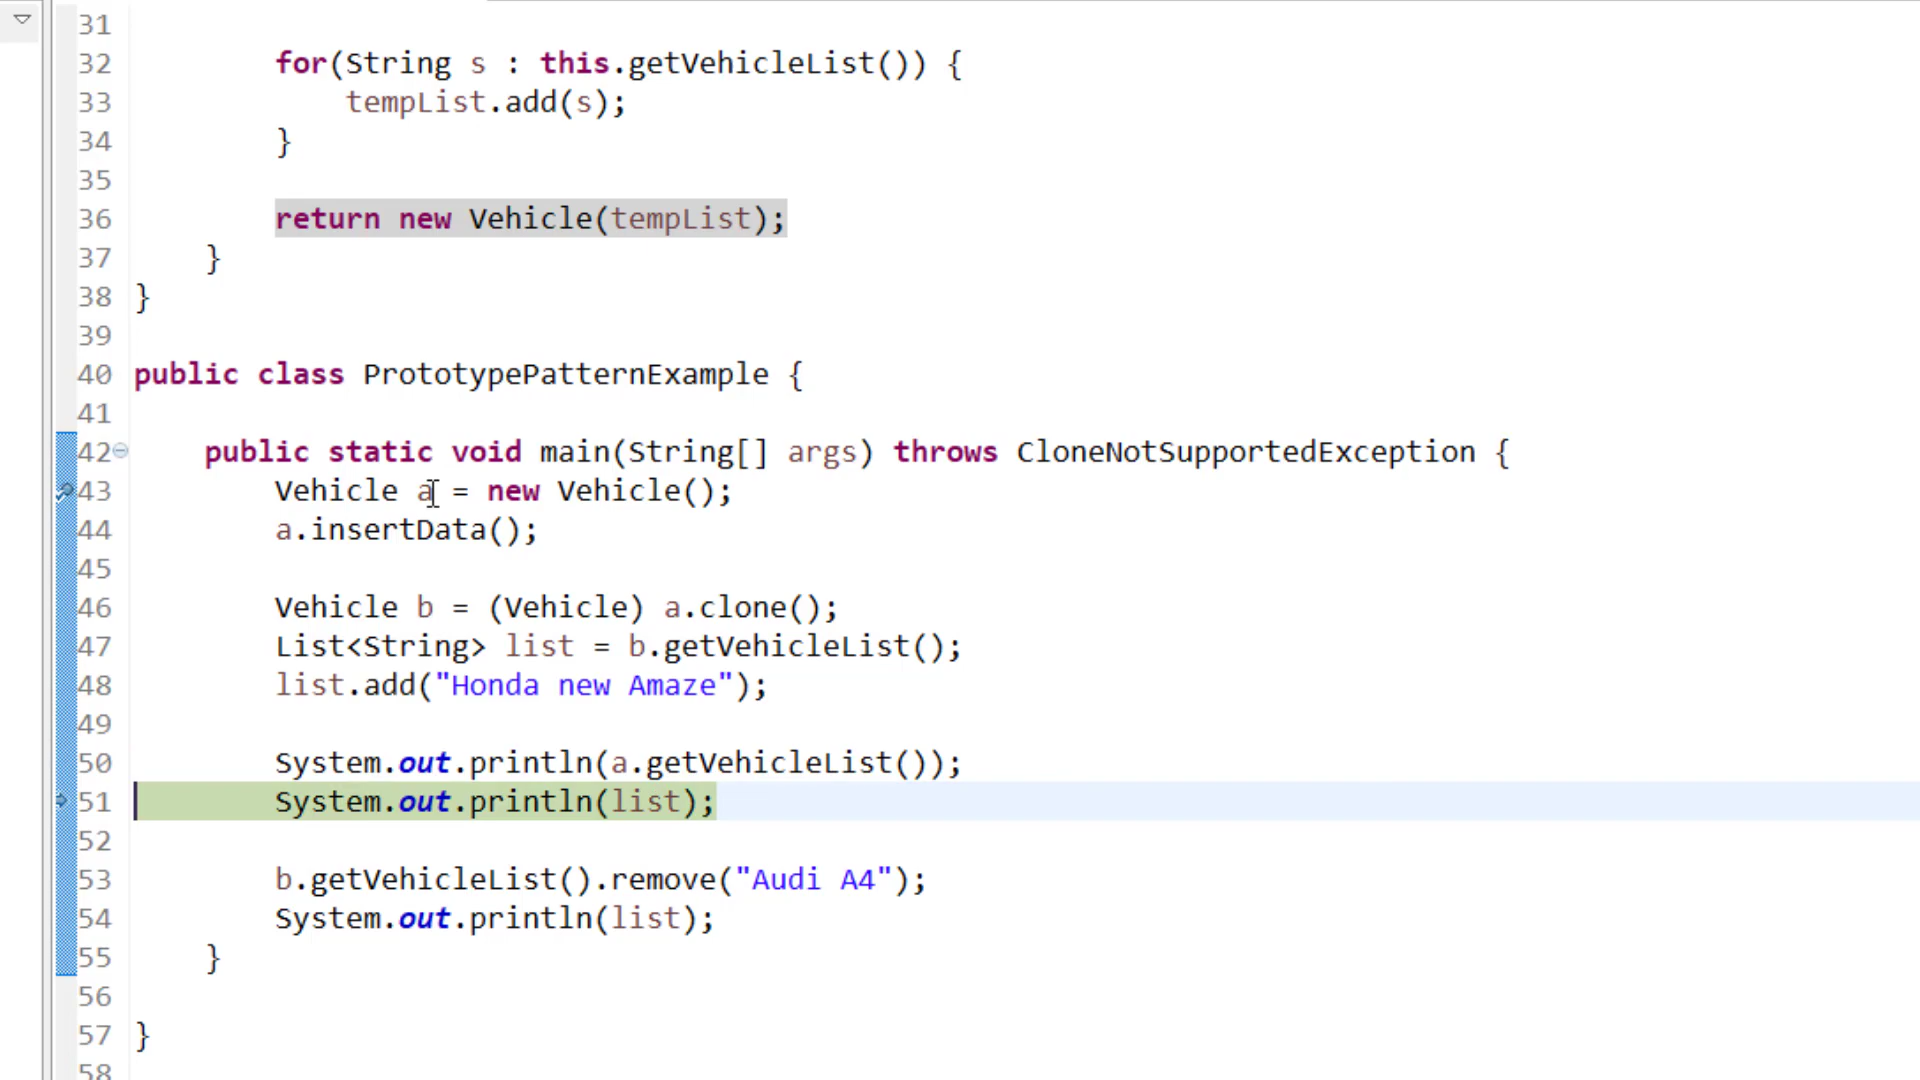 31
32 for(String s : this.getVehicleList()) {
33 tempList.add(s);
34 }
35
36 return new Vehicle(tempList);
37 }
38 }
39
40 public class PrototypePatternExample {
41
42 public static void main(String[] args) throws CloneNotSupportedException {
43 Vehicle a = new Vehicle();
44 a.insertData();
45
46 Vehicle b = (Vehicle) a.clone();
47 List<String> list = b.getVehicleList();
48 list.add("Honda new Amaze");
49
50 System.out.println(a.getVehicleList());
51 System.out.println(list);
52
53 b.getVehicleList().remove("Audi A4");
54 System.out.println(list);
55 }
56
57 }
58